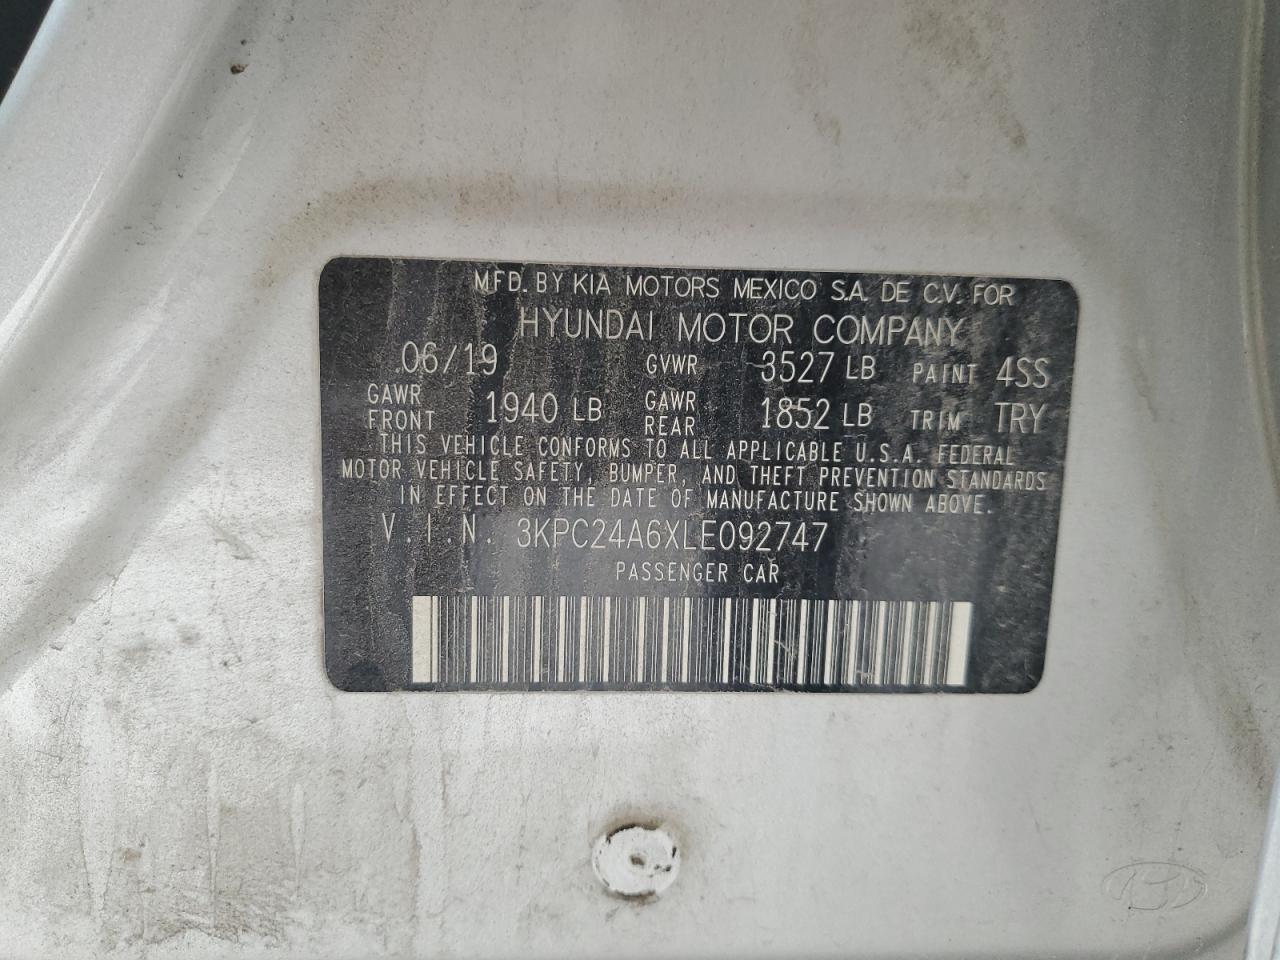 MFD. BY KIA MOTORS MEXICO S.A. DE C.V. FOR
HYUNDAI MOTOR COMPANY
06/19 GVWR 3527 LB PAINT 4SS
GAWR FRONT 1940 LB GAWR REAR 1852 LB TRIM TRY
THIS VEHICLE CONFORMS TO ALL APPLICABLE U.S.A. FEDERAL
MOTOR VEHICLE SAFETY, BUMPER, AND THEFT PREVENTION STANDARDS
IN EFFECT ON THE DATE OF MANUFACTURE SHOWN ABOVE.
V.I.N. 3KPC24A6XLE092747
PASSENGER CAR